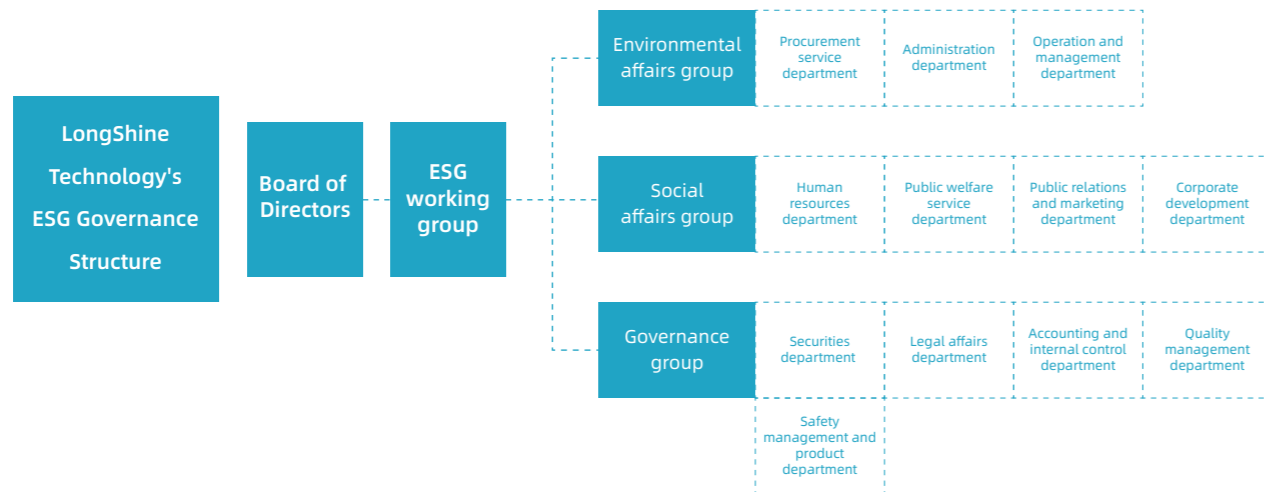 LongShine
Technology's
ESG Governance
Structure
Board of
Directors
ESG
working
group
Environmental
affairs group
Procurement
service
department
Administration
department
Operation and
management
department
Social
affairs group
Human
resources
department
Public welfare
service
department
Public relations
and marketing
department
Corporate
development
department
Governance
group
Securities
department
Legal affairs
department
Accounting and
internal control
department
Quality
management
department
Safety
management and
product
department